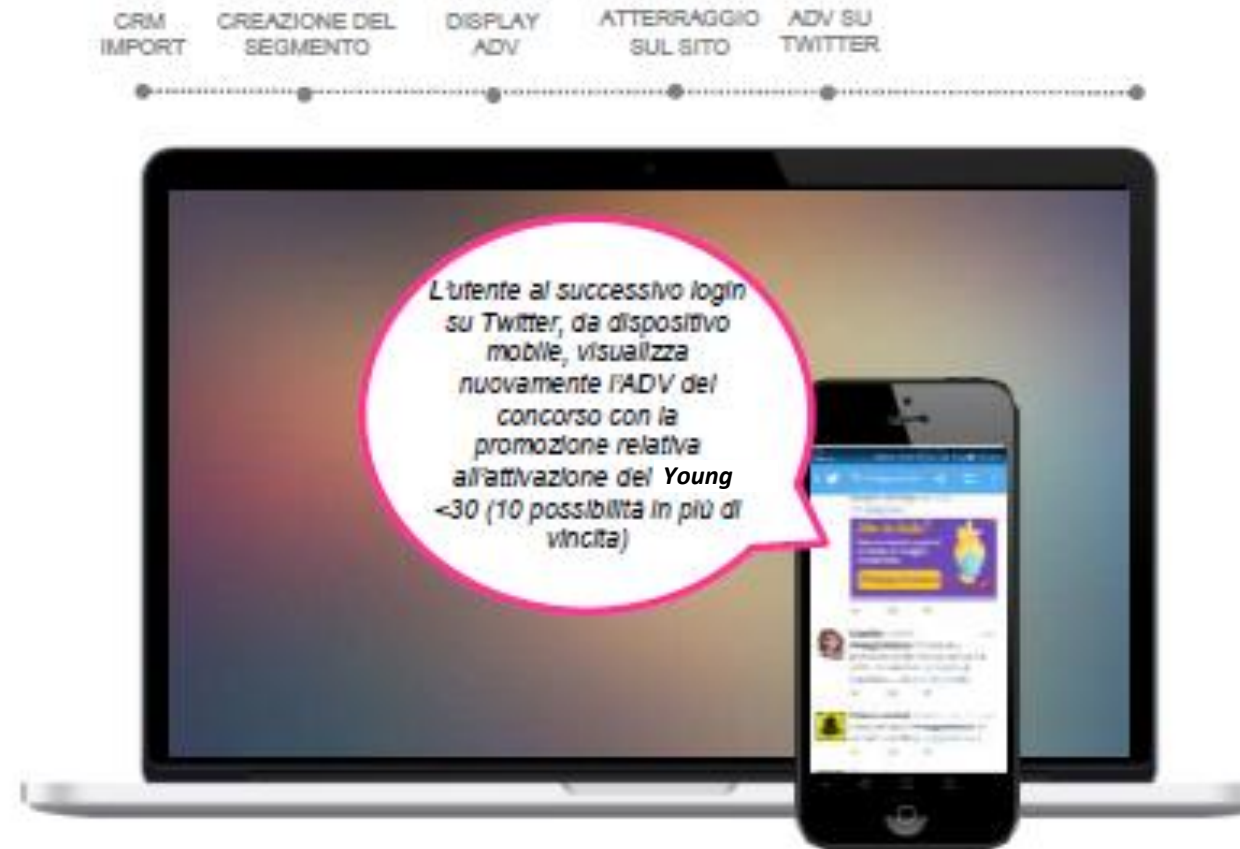 CRM
IMPORT
CREAZIONE DEL
SEGMENTO
DISPLAY
ADV
ATTERRAGGIO
SUL SITO
ADV SU
TWITTER
L'utente al successivo login
su Twitter, da dispositivo
mobile, visualizza
nuovamente l'ADV del
concorso con la
promozione relativa
all'attivazione del Young
<30 (10 possibilità in più di
vincita)